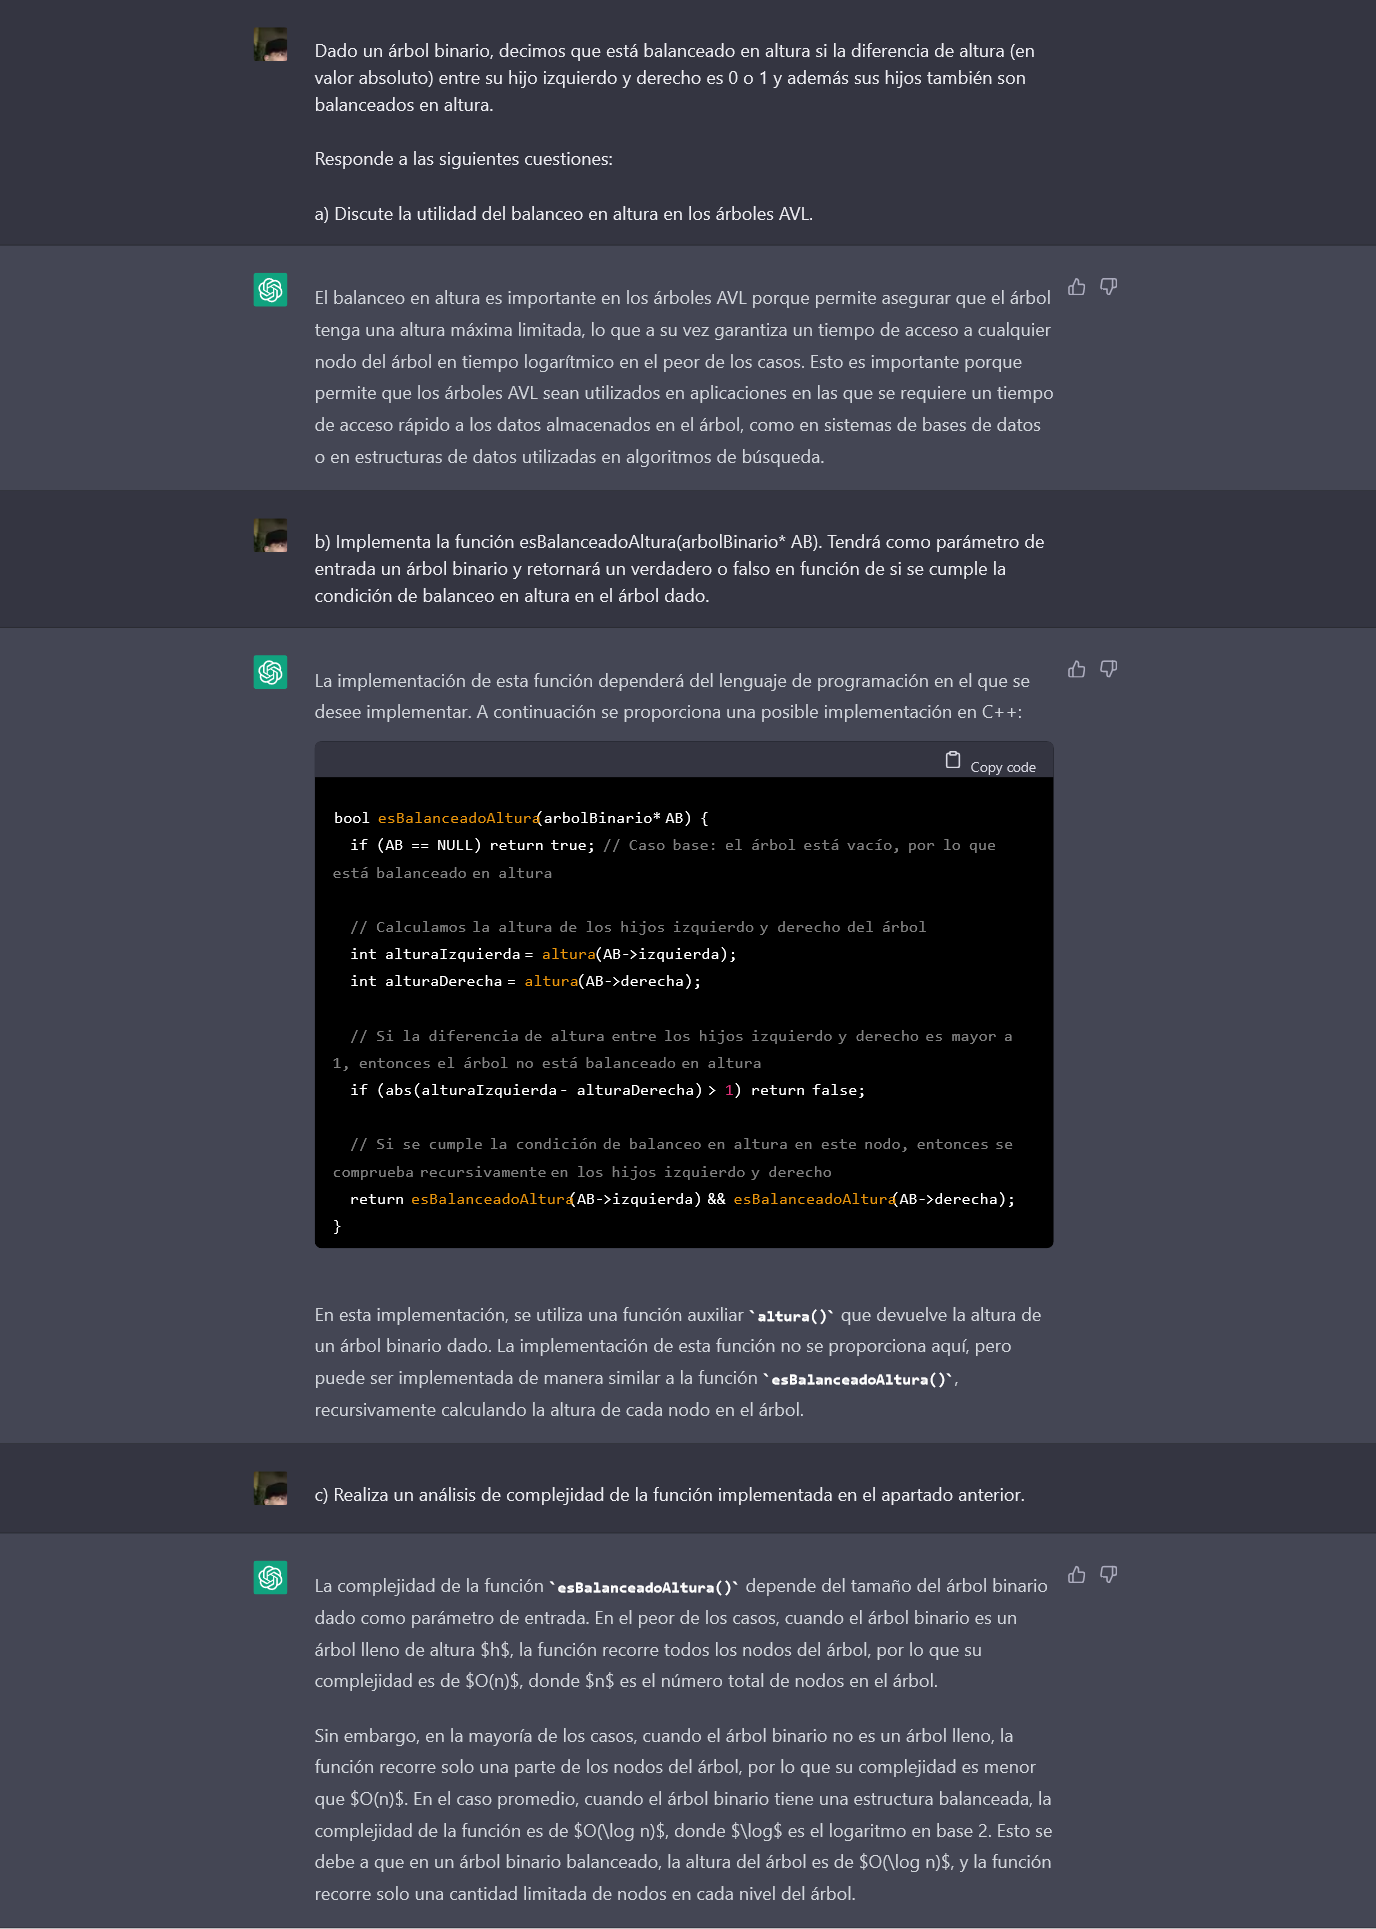 Dado un árbol binario, decimos que está balanceado en altura si la diferencia de altura (en
valor absoluto) entre su hijo izquierdo y derecho es 0 o 1 y además sus hijos también son
balanceados en altura.
Responde a las siguientes cuestiones:
a) Discute la utilidad del balanceo en altura en los árboles AVL.
El balanceo en altura es importante en los árboles AVL porque permite asegurar que el árbol
tenga una altura máxima limitada, lo que a su vez garantiza un tiempo de acceso a cualquier
nodo del árbol en tiempo logarítmico en el peor de los casos. Esto es importante porque
permite que los árboles AVL sean utilizados en aplicaciones en las que se requiere un tiempo
de acceso rápido a los datos almacenados en el árbol, como en sistemas de bases de datos
o en estructuras de datos utilizadas en algoritmos de búsqueda.
b) Implementa la función esBalanceadoAltura(arbolBinario* AB). Tendrá como parámetro de
entrada un árbol binario y retornará un verdadero o falso en función de si se cumple la
condición de balanceo en altura en el árbol dado.
La implementación de esta función dependerá del lenguaje de programación en el que se
desee implementar. A continuación se proporciona una posible implementación en C++:
Copy code
bool esBalanceadoAltura(arbolBinario* AB) {
if (AB == NULL) return true; // Caso base: el árbol está vacío, por lo que
está balanceado en altura
// Calculamos la altura de los hijos izquierdo y derecho del árbol
int alturaIzquierda = altura(AB->izquierda);
int alturaDerecha = altura(AB->derecha);
// Si la diferencia de altura entre los hijos izquierdo y derecho es mayor a
1, entonces el árbol no está balanceado en altura
if (abs(alturaIzquierda - alturaDerecha) > 1) return false;
// Si se cumple la condición de balanceo en altura en este nodo, entonces se
comprueba recursivamente en los hijos izquierdo y derecho
return esBalanceadoAltura(AB->izquierda) && esBalanceadoAltura(AB->derecha);
}
En esta implementación, se utiliza una función auxiliar `altura()` que devuelve la altura de
un árbol binario dado. La implementación de esta función no se proporciona aquí, pero
puede ser implementada de manera similar a la función `esBalanceadoAltura()`,
recursivamente calculando la altura de cada nodo en el árbol.
c) Realiza un análisis de complejidad de la función implementada en el apartado anterior.
La complejidad de la función `esBalanceadoAltura()` depende del tamaño del árbol binario
dado como parámetro de entrada. En el peor de los casos, cuando el árbol binario es un
árbol lleno de altura $h$, la función recorre todos los nodos del árbol, por lo que su
complejidad es de $O(n)$, donde $n$ es el número total de nodos en el árbol.
Sin embargo, en la mayoría de los casos, cuando el árbol binario no es un árbol lleno, la
función recorre solo una parte de los nodos del árbol, por lo que su complejidad es menor
que $O(n)$. En el caso promedio, cuando el árbol binario tiene una estructura balanceada, la
complejidad de la función es de $O(\log n)$, donde $\log$ es el logaritmo en base 2. Esto se
debe a que en un árbol binario balanceado, la altura del árbol es de $O(\log n)$, y la función
recorre solo una cantidad limitada de nodos en cada nivel del árbol.